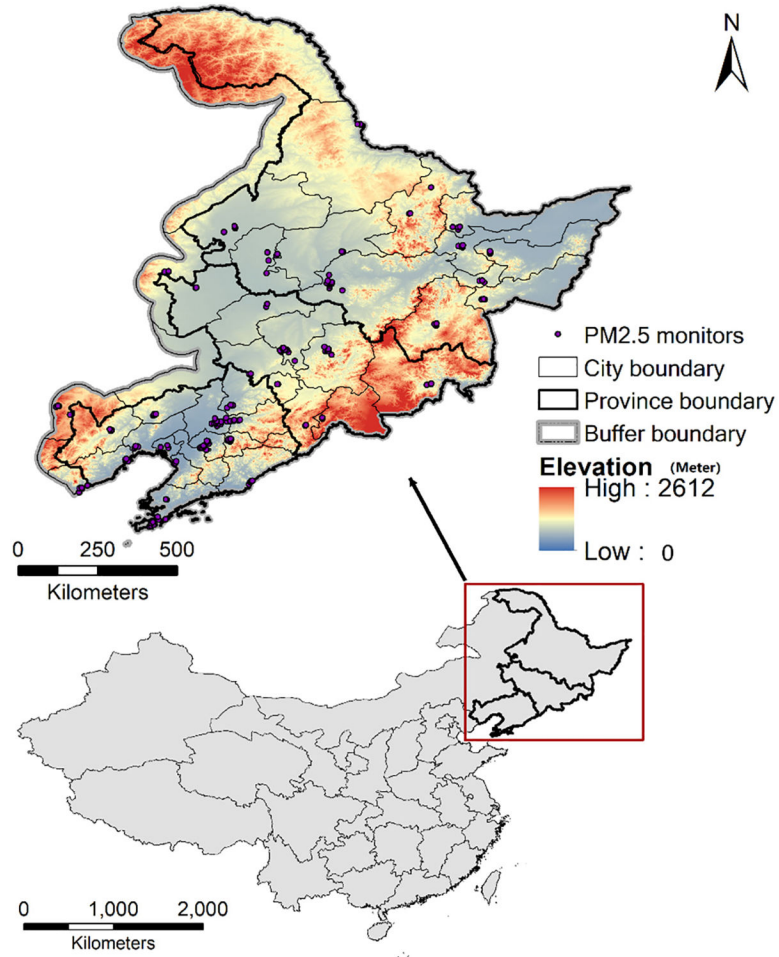 N
PM2.5 monitors
City boundary
Province boundary
Buffer boundary
Elevation (Meter)
High : 2612
Low : 0
0 250 500
Kilometers
0 1,000 2,000
Kilometers